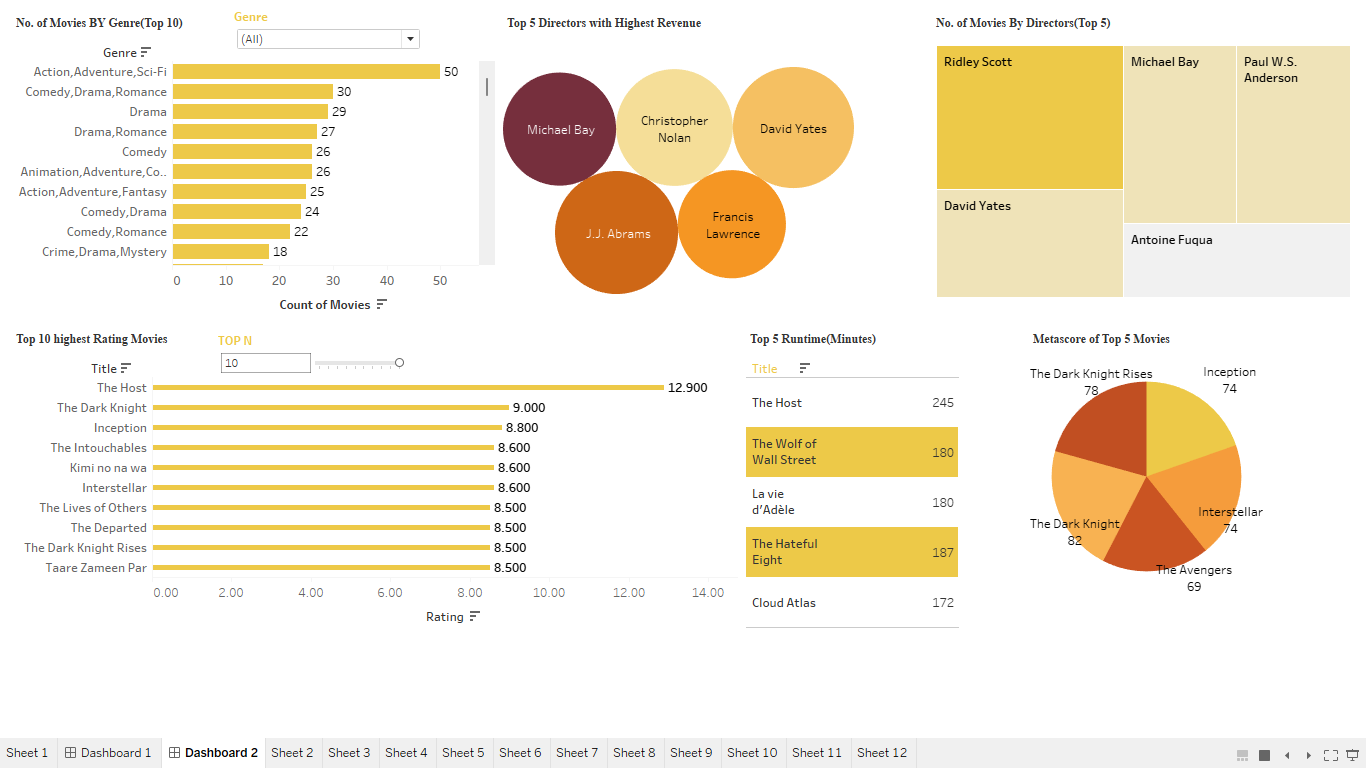 No. of Movies BY Genre(Top 10)
Genre
(All)
Genre
Action,Adventure,Sci-Fi
50
Comedy,Drama,Romance
30
Drama
29
Drama,Romance
27
Comedy
26
Animation,Adventure,Co..
26
Action,Adventure,Fantasy
25
Comedy,Drama
24
Comedy,Romance
22
Crime,Drama,Mystery
18
0 10 20 30 40 50
Count of Movies
Top 5 Directors with Highest Revenue
Michael Bay
Christopher
Nolan
David Yates
J.J. Abrams
Francis
Lawrence
No. of Movies By Directors(Top 5)
Ridley Scott
Michael Bay
Paul W.S.
Anderson
David Yates
Antoine Fuqua
Top 10 highest Rating Movies
TOP N
10
Title
The Host
12.900
The Dark Knight
9.000
Inception
8.800
The Intouchables
8.600
Kimi no na wa
8.600
Interstellar
8.600
The Lives of Others
8.500
The Departed
8.500
The Dark Knight Rises
8.500
Taare Zameen Par
8.500
0.00 2.00 4.00 6.00 8.00 10.00 12.00 14.00
Rating
Top 5 Runtime(Minutes)
Title
The Host
245
The Wolf of
Wall Street
180
La vie
d’Adèle
180
The Hateful
Eight
187
Cloud Atlas
172
Metascore of Top 5 Movies
The Dark Knight Rises
78
Inception
74
Interstellar
74
The Dark Knight
82
The Avengers
69
Sheet 1
Dashboard 1
Dashboard 2
Sheet 2
Sheet 3
Sheet 4
Sheet 5
Sheet 6
Sheet 7
Sheet 8
Sheet 9
Sheet 10
Sheet 11
Sheet 12